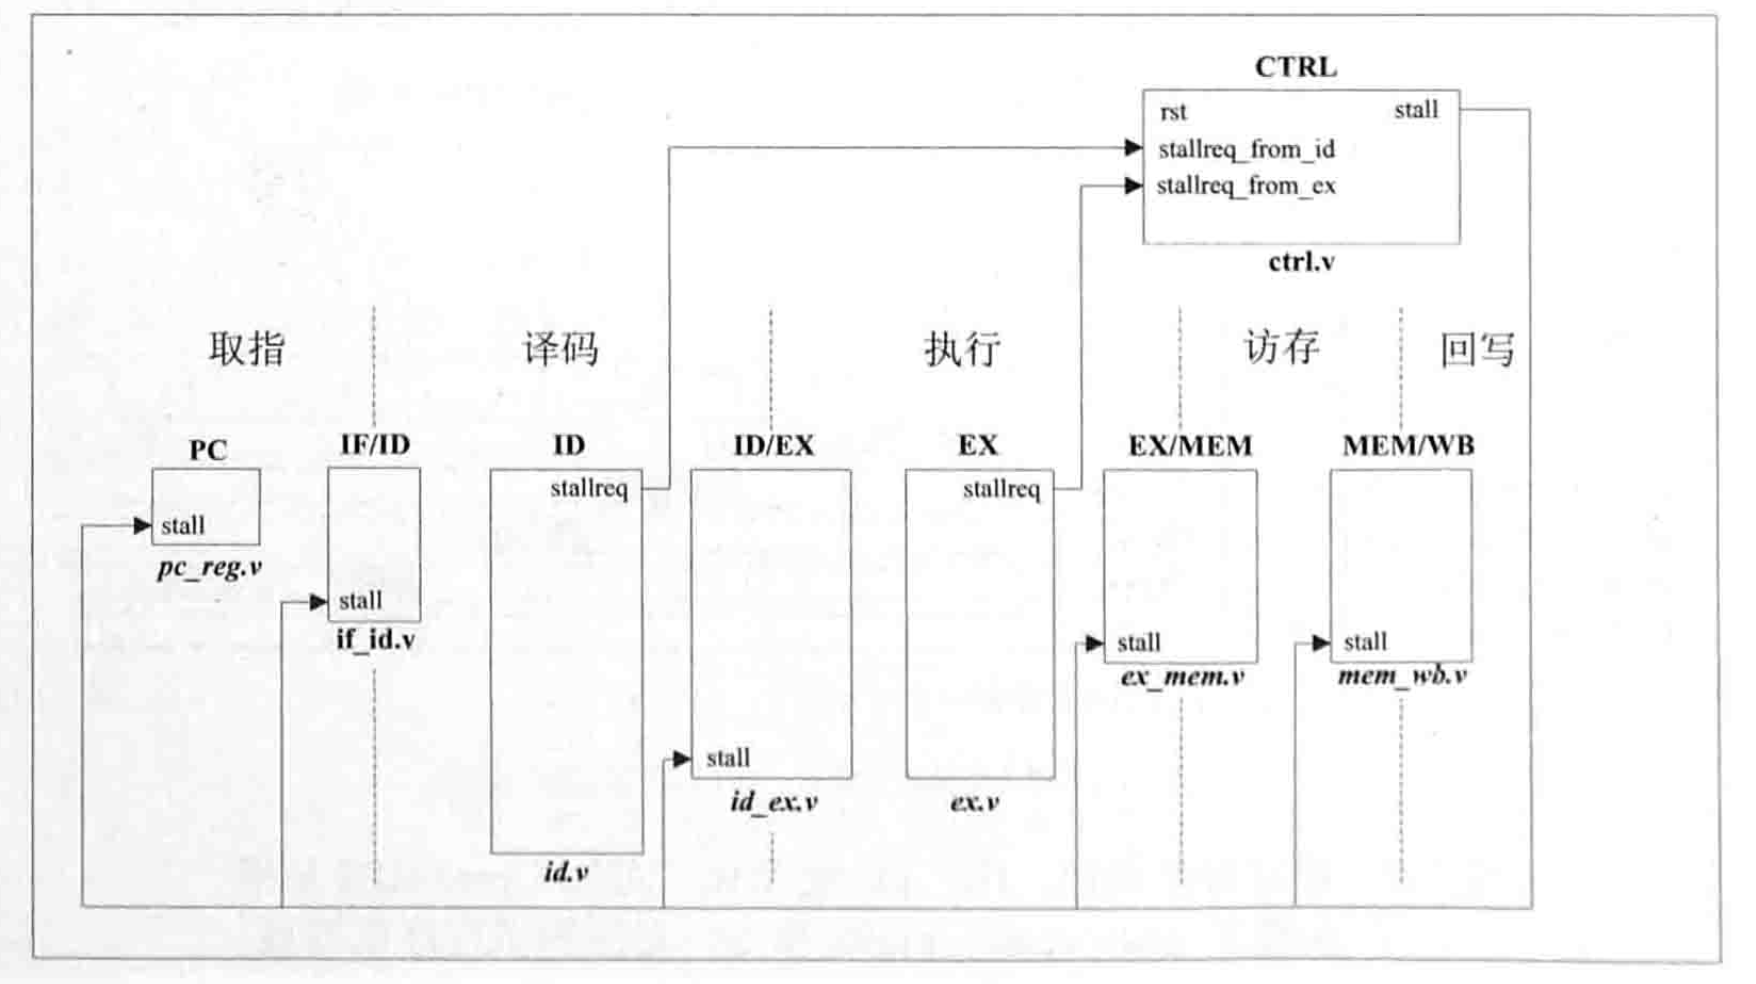 CTRL
rst
stall
stallreq_from_id
stallreq_from_ex
ctrl.v
取指
译码
执行
访存
回写
PC
IF/ID
ID
ID/EX
EX
EX/MEM
MEM/WB
stallreq
stallreq
stall
pc_reg.v
stall
if_id.v
stall
ex_mem.v
stall
mem_wb.v
stall
id_ex.v
ex.v
id.v